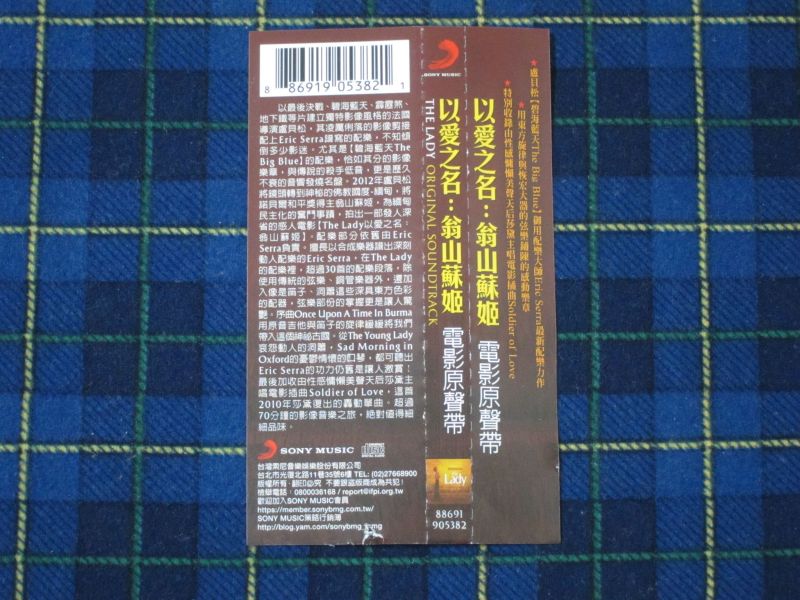 8 86919 05382 1
以最後決戰、碧海藍天、霹靂煞、
地下鐵等片建立獨特影像風格的法國
導演盧貝松，其凌厲俐落的影像剪接
配上Eric Serra譜寫的配樂，不知傾
倒多少影迷。尤其是【碧海藍天The
Big Blue】的配樂，恰如其分的影像
樂章，與傳說的殺手低音，更是歷久
不衰的音響發燒名盤。2012年盧貝松
將鏡頭轉到神秘的佛教國度-緬甸，將
諾貝爾和平獎得主翁山蘇姬，為緬甸
民主化的奮鬥事蹟，拍出一部發人深
省的感人電影【The Lady以愛之名：
翁山蘇姬】。配樂部分依舊由Eric
Serra負責。擅長以合成樂器譜出深刻
動人配樂的Eric Serra，在The Lady
的配樂裡，超過30首的配樂段落，除
使用傳統的弦樂、銅管樂器外，還加
入像是笛子、洞簫這些深具東方色彩
的配器，弦樂部份的掌握更是讓人驚
艷。序曲Once Upon A Time In Burma
用原音吉他與笛子的旋律緩緩將我們
帶入這個神祕古國。從The Young Lady
哀怨動人的洞簫，Sad Morning in
Oxford的憂鬱情懷的口琴，都可聽出
Eric Serra的功力仍舊是讓人激賞！
最後加收由性感慵懶美聲天后莎黛主
唱電影插曲Soldier of Love，這首
2010年莎黛復出的轟動單曲。超過
70分鐘的影像音樂之旅，絕對值得細
細品味。
SONY MUSIC
台灣索尼音樂娛樂股份有限公司
台北市光復北路11巷35號6樓 TEL: (02)27668900
版權所有，翻印必究 不要跟盜版商成為共犯！
檢舉電話：0800036168 / report@ifpi.org.tw
歡迎加入SONY MUSIC會員
https://member.sonybmg.com.tw/
SONY MUSIC策略行銷簿
http://blog.yam.com/sonybmg_smg
SONY MUSIC
以愛之名：翁山蘇姬 電影原聲帶
THE LADY ORIGINAL SOUNDTRACK
Lady
88691
905382
★盧貝松【碧海藍天The Big Blue】御用配樂大師Eric Serra最新配樂力作
★用東方旋律與恢宏大器的弦樂鋪陳的感動樂章
★特別收錄由性感慵懶美聲天后莎黛主唱電影插曲Soldier of Love
以愛之名：翁山蘇姬 電影原聲帶